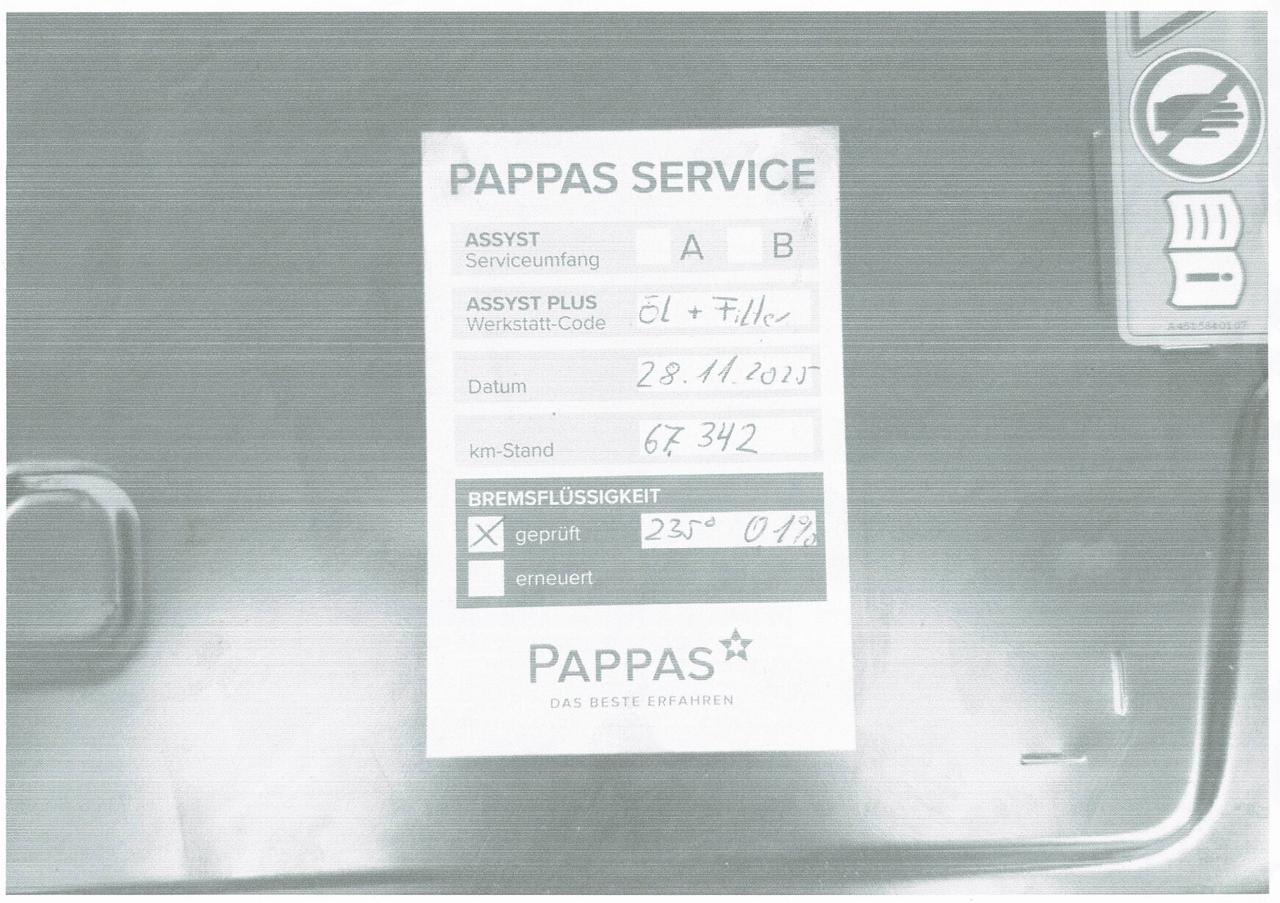 PAPPAS SERVICE
ASSYST
Serviceumfang
A B
ASSYST PLUS
Werkstatt-Code
Öl + Filter
Datum
28.11.2025
km-Stand
67.342
BREMSFLÜSSIGKEIT
geprüft
235° 0,1%
erneuert
PAPPAS
DAS BESTE ERFAHREN